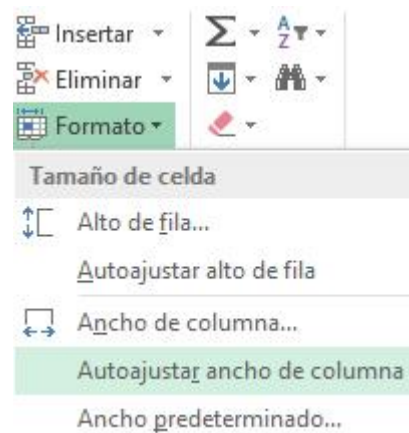 Insertar
Eliminar
Formato
Tamaño de celda
Alto de fila...
Autoajustar alto de fila
Ancho de columna...
Autoajustar ancho de columna
Ancho predeterminado...